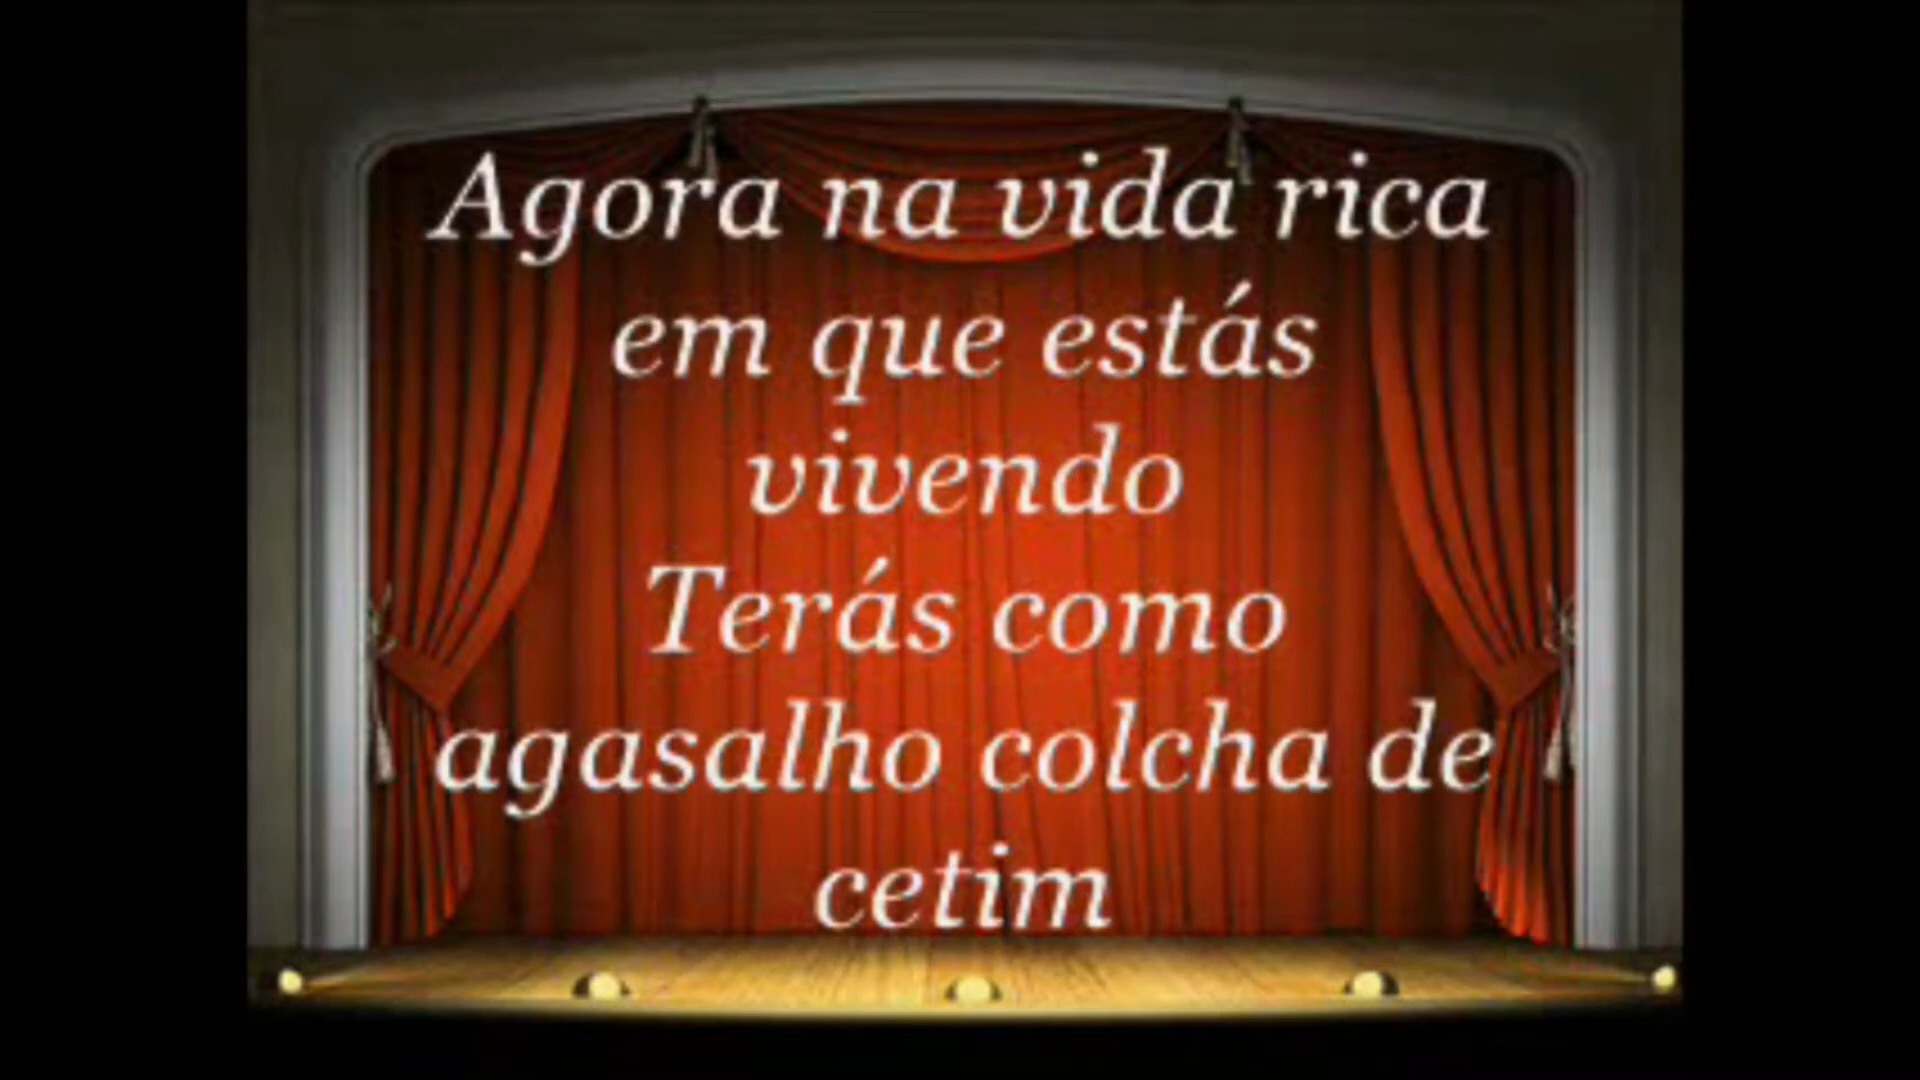 Agora na vida rica
em que estás
vivendo
Terás como
agasalho colcha de
cetim